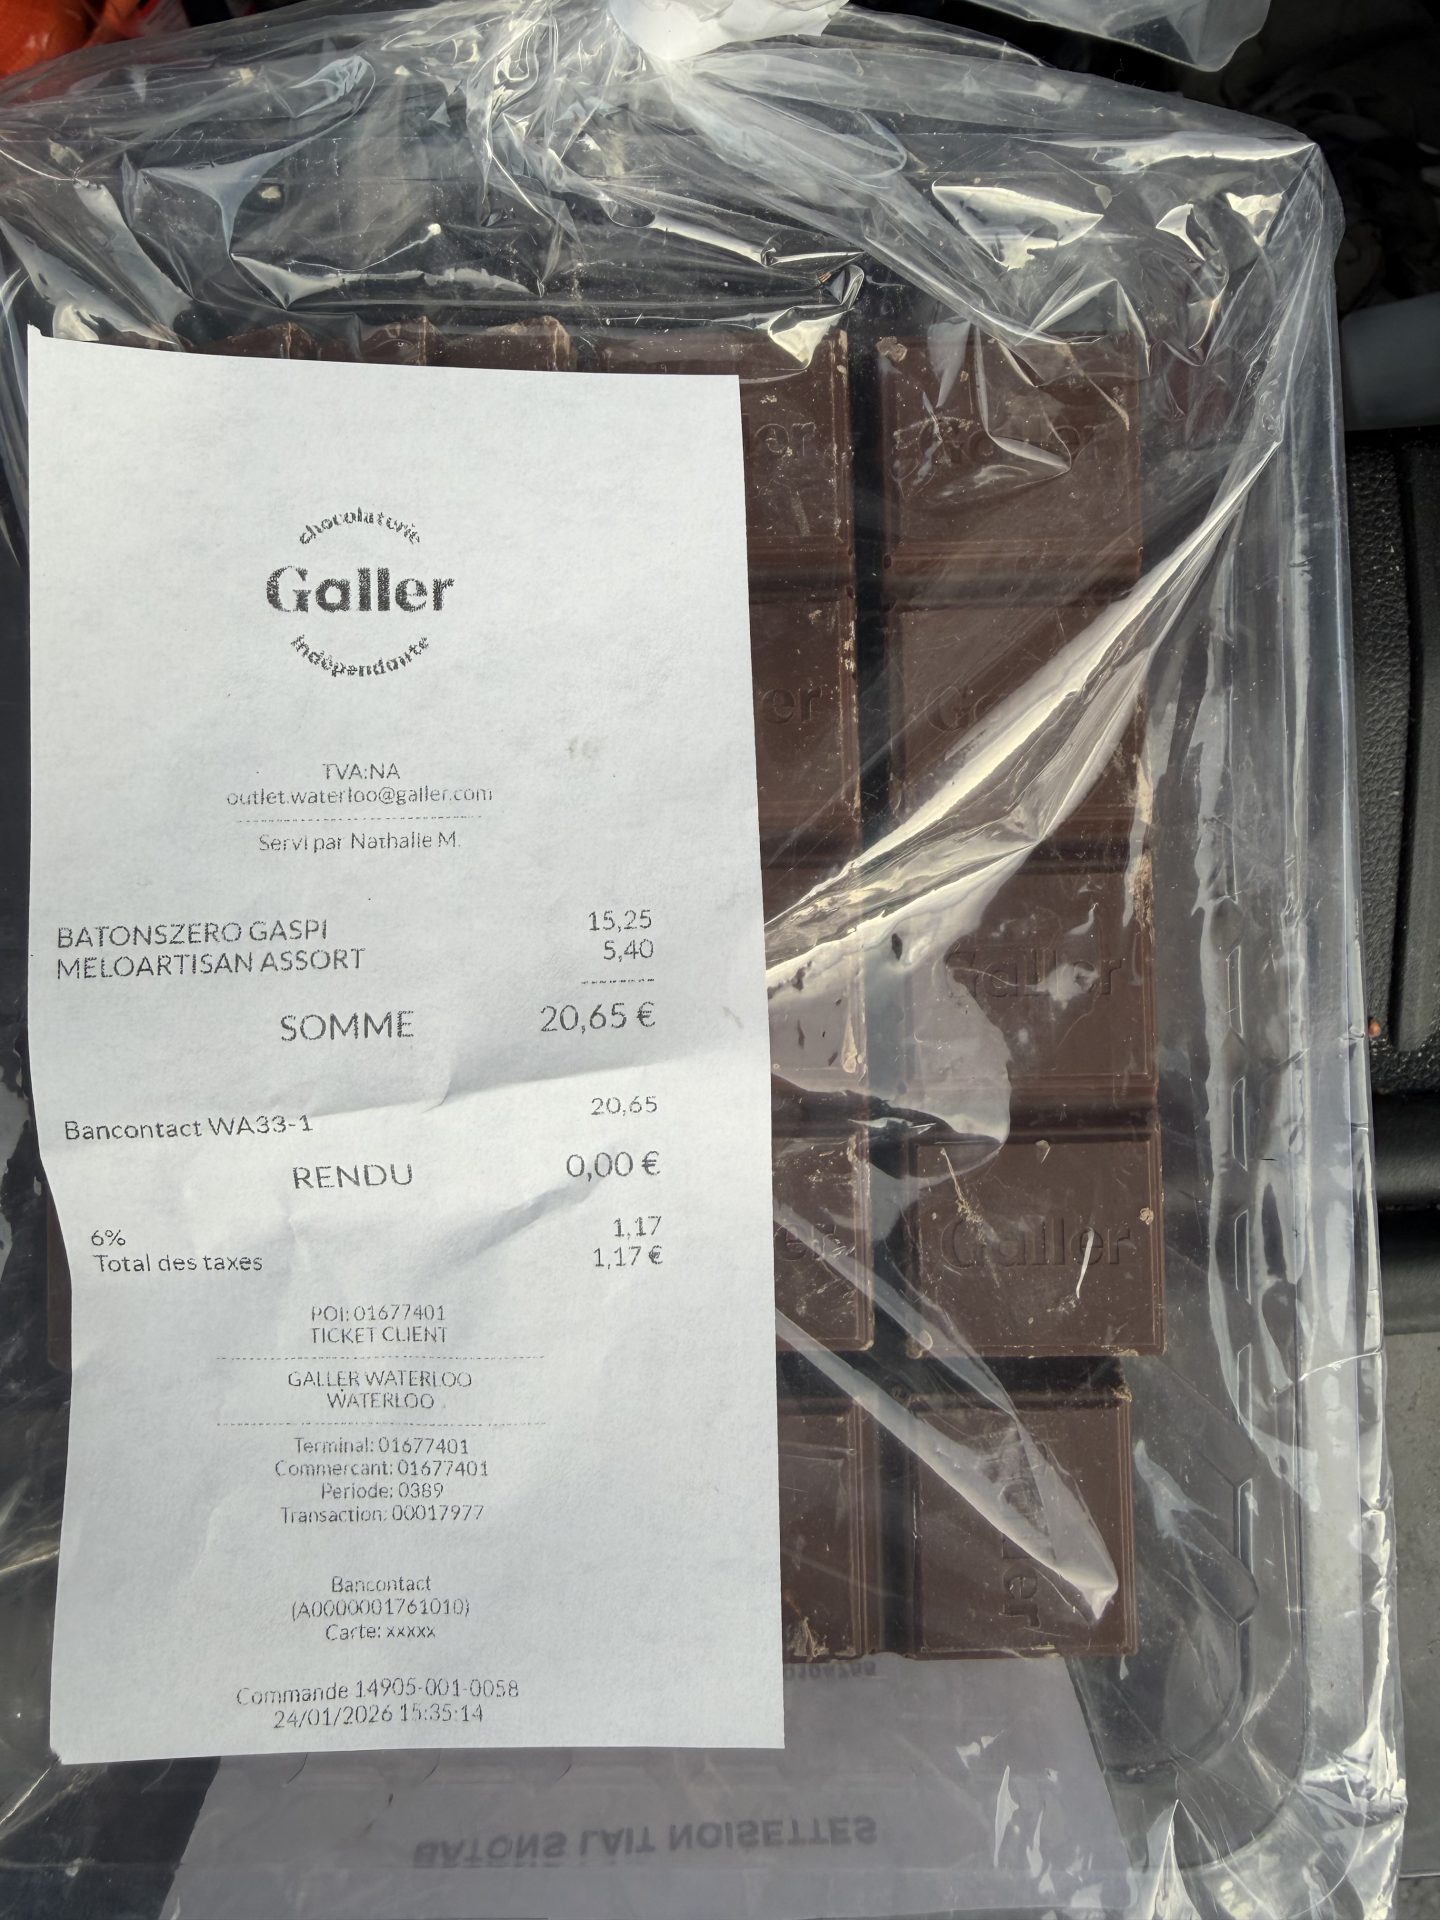 chocolaterie
Galler
indépendante
TVA:NA
outlet.waterloo@galler.com
Servi par Nathalie M.
BATONSZERO GASPI 15,25
MELOARTISAN ASSORT 5,40
SOMME 20,65 €
Bancontact WA33-1 20,65
RENDU 0,00 €
6% 1,17
Total des taxes 1,17 €
POI: 01677401
TICKET CLIENT
GALLER WATERLOO
WATERLOO
Terminal: 01677401
Commercant: 01677401
Periode: 0389
Transaction: 00017977
Bancontact
(A0000001761010)
Carte: xxxxx
Commande 14905-001-0058
24/01/2026 15:35:14
Galler
Galler
Galler
BATONS LAIT NOISETTES